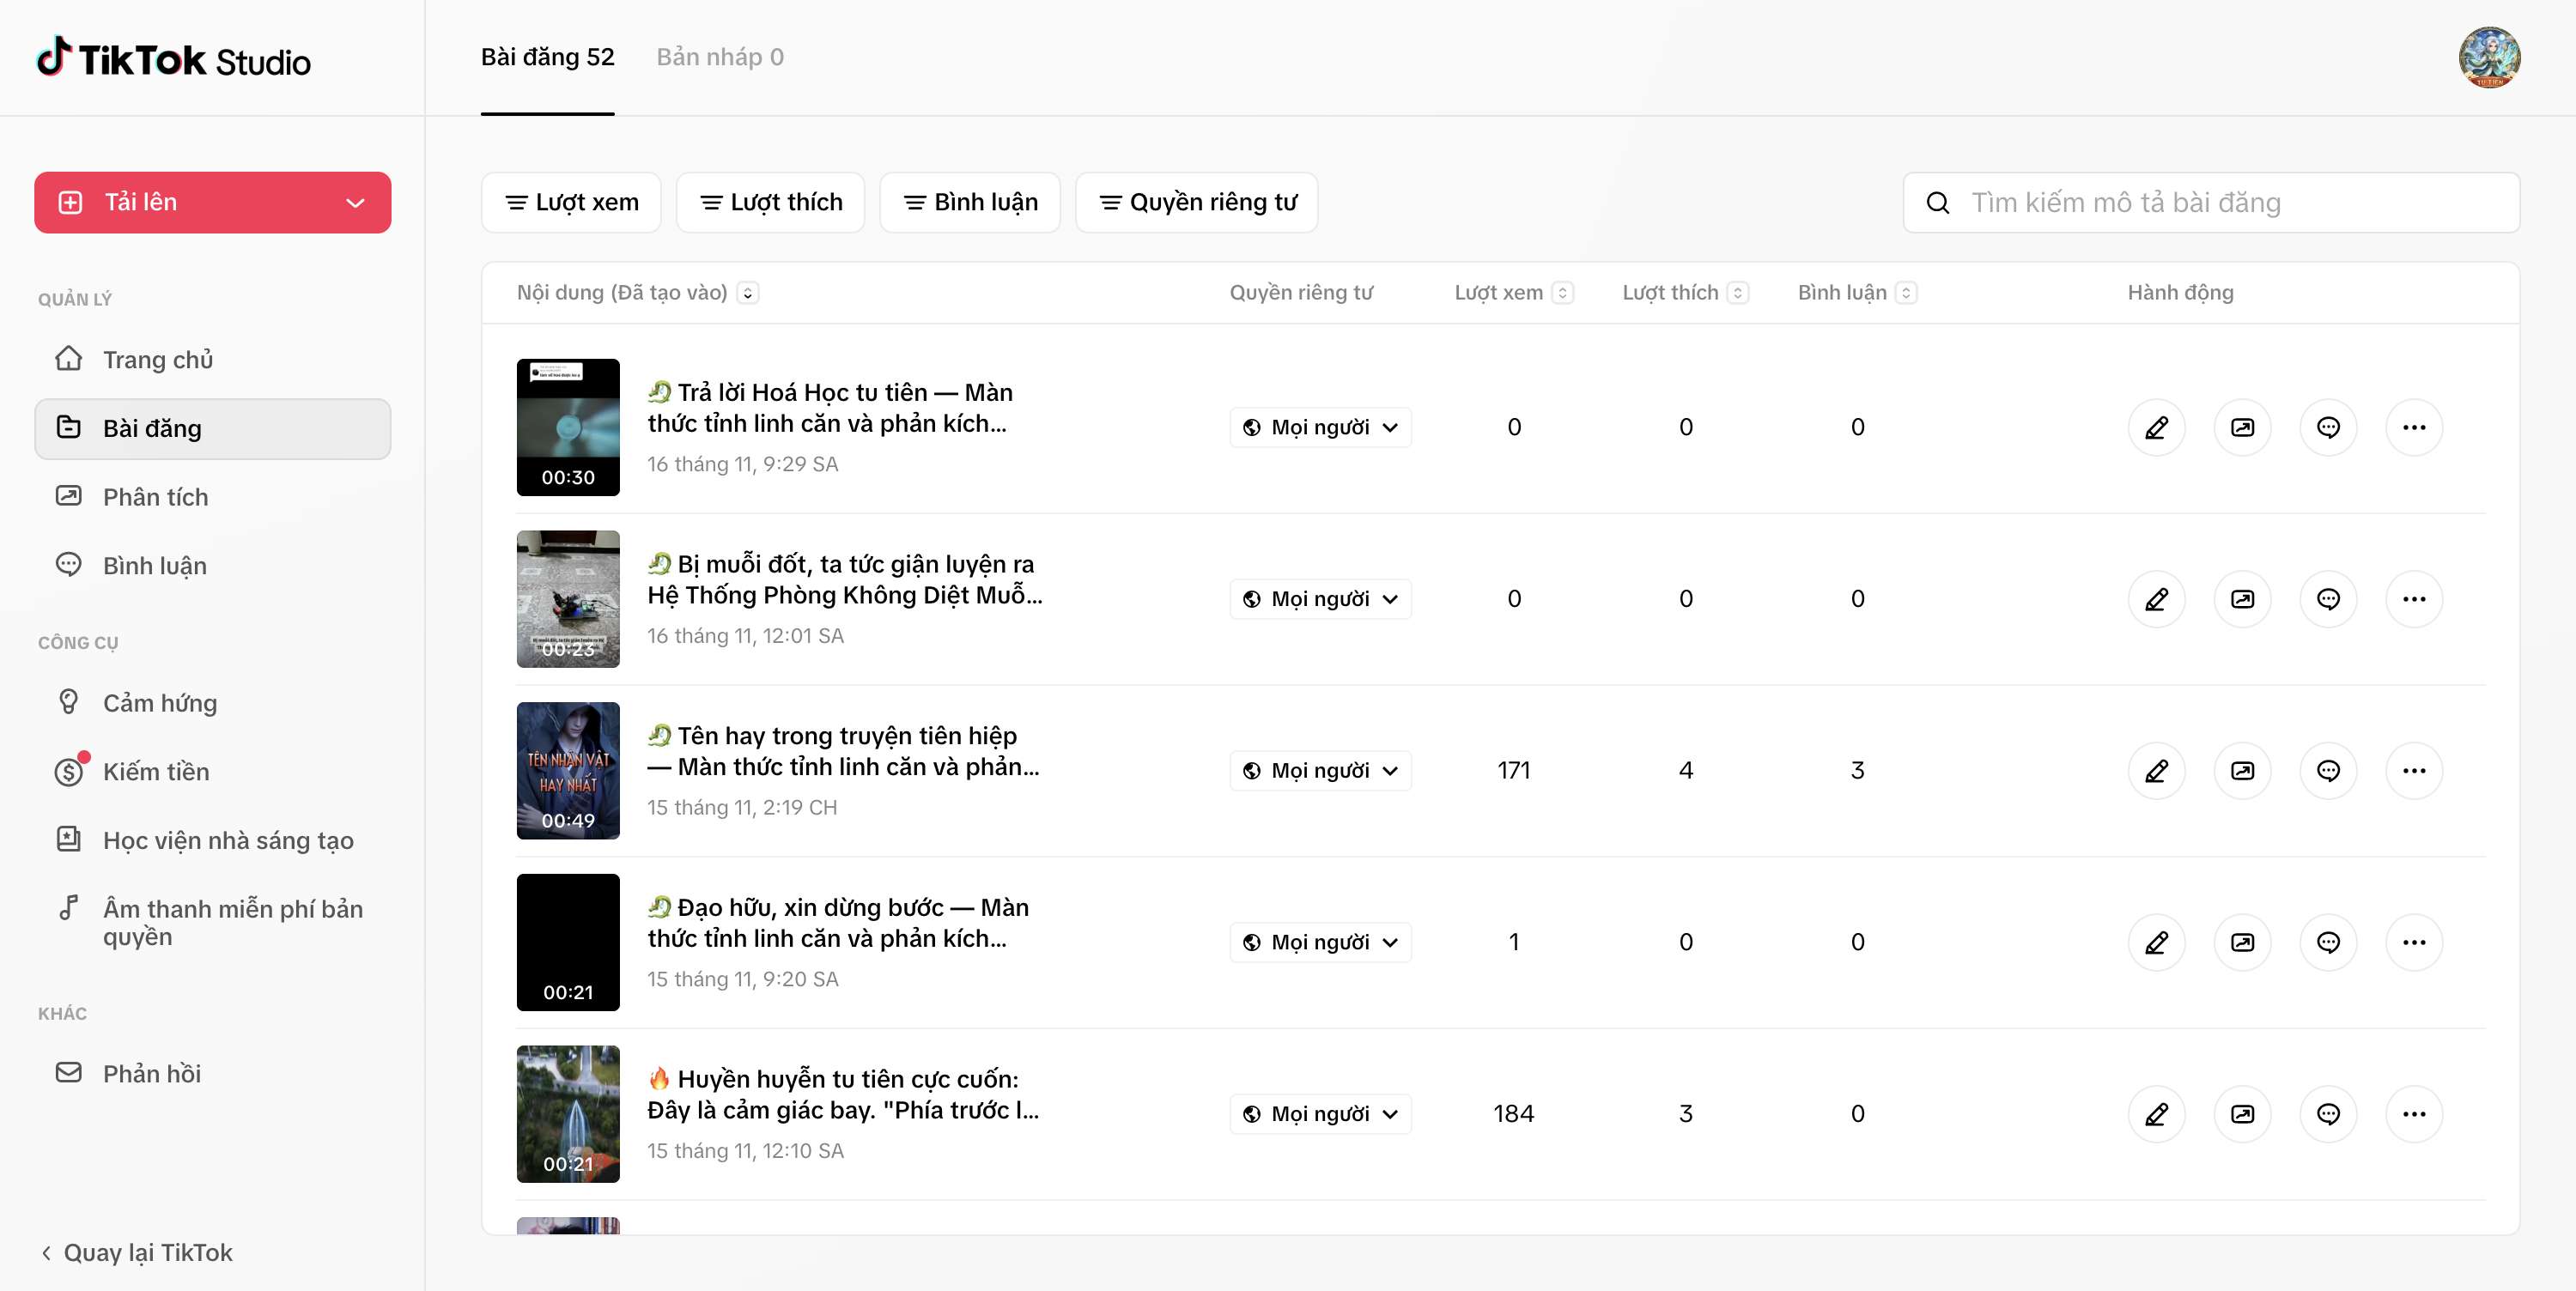 TikTok Studio
Bài đăng 52
Bản nháp 0
TU TIÊN
Tải lên
Lượt xem
Lượt thích
Bình luận
Quyền riêng tư
Tìm kiếm mô tả bài đăng
QUẢN LÝ
Trang chủ
Bài đăng
Phân tích
Bình luận
CÔNG CỤ
Cảm hứng
Kiếm tiền
Học viện nhà sáng tạo
Âm thanh miễn phí bản
quyền
KHÁC
Phản hồi
Quay lại TikTok
Nội dung (Đã tạo vào)
Quyền riêng tư
Lượt xem
Lượt thích
Bình luận
Hành động
00:30
🐉 Trả lời Hoá Học tu tiên — Màn
thức tỉnh linh căn và phản kích...
16 tháng 11, 9:29 SA
Mọi người
0
0
0
00:23
🐉 Bị muỗi đốt, ta tức giận luyện ra
Hệ Thống Phòng Không Diệt Muỗ...
16 tháng 11, 12:01 SA
Mọi người
0
0
0
TÊN NHÂN VẬT
HAY NHẤT
00:49
🐉 Tên hay trong truyện tiên hiệp
— Màn thức tỉnh linh căn và phản...
15 tháng 11, 2:19 CH
Mọi người
171
4
3
00:21
🐉 Đạo hữu, xin dừng bước — Màn
thức tỉnh linh căn và phản kích...
15 tháng 11, 9:20 SA
Mọi người
1
0
0
00:21
🔥 Huyền huyễn tu tiên cực cuốn:
Đây là cảm giác bay. "Phía trước l...
15 tháng 11, 12:10 SA
Mọi người
184
3
0